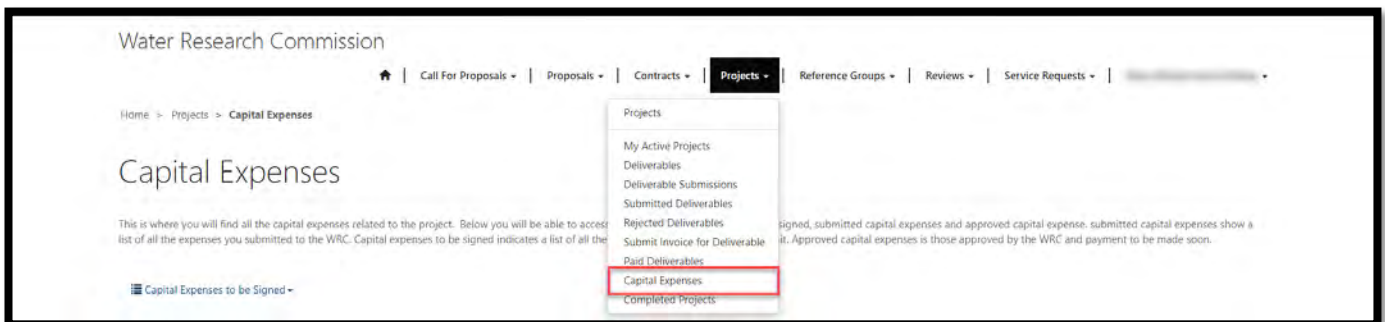 Water Research Commission
Call For Proposals | Proposals | Contracts | Projects | Reference Groups | Reviews | Service Requests |
Home > Projects > Capital Expenses
Projects
My Active Projects
Deliverables
Deliverable Submissions
Submitted Deliverables
Rejected Deliverables
Submit Invoice for Deliverable
Paid Deliverables
Capital Expenses
Completed Projects
Capital Expenses
This is where you will find all the capital expenses related to the project. Below you will be able to signed, submitted capital expenses and approved capital expense. submitted capital expenses show a
list of all the expenses you submitted to the WRC. Capital expenses to be signed indicates a list of all the Approved capital expenses is those approved by the WRC and payment to be made soon.
Capital Expenses to be Signed